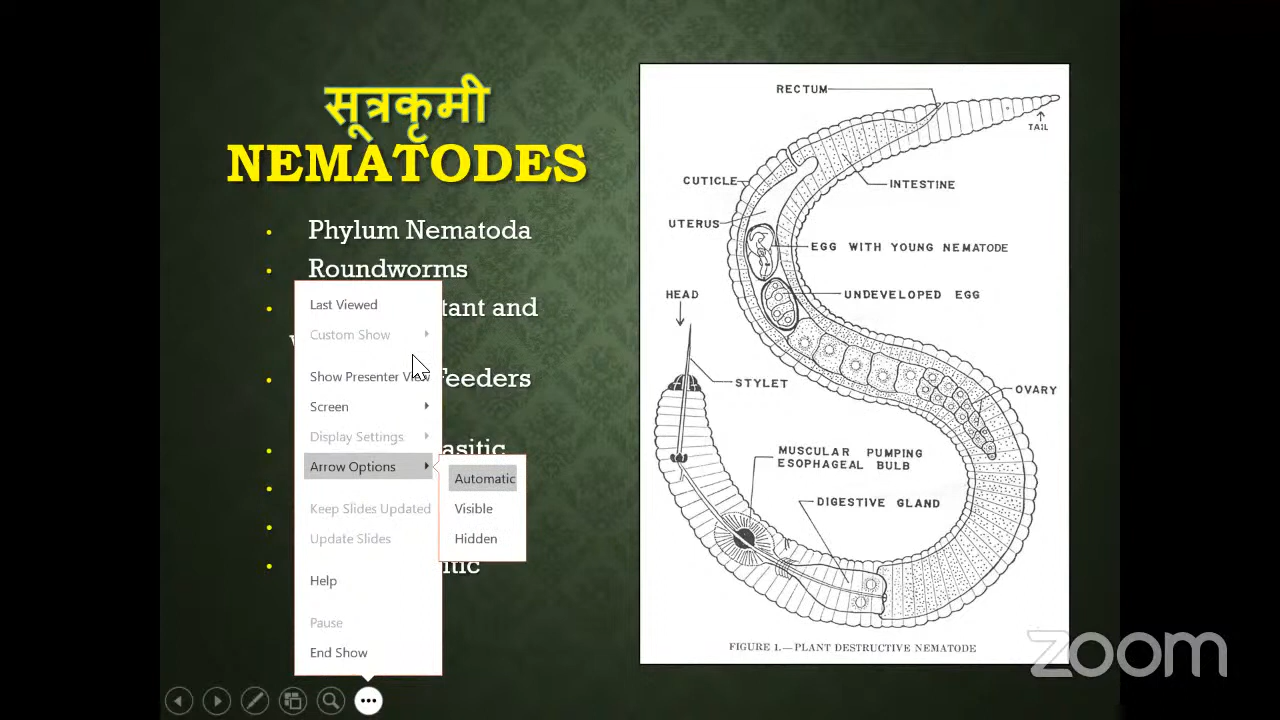 सूत्रकृमी
NEMATODES
Phylum Nematoda
Roundworms
and
Feeders
Last Viewed
Custom Show
Show Presenter View
Screen
Display Settings
Arrow Options
Keep Slides Updated
Update Slides
Help
Pause
End Show
Automatic
Visible
Hidden
RECTUM
TAIL
CUTICLE
INTESTINE
UTERUS
EGG WITH YOUNG NEMATODE
HEAD
UNDEVELOPED EGG
STYLET
OVARY
MUSCULAR PUMPING
ESOPHAGEAL BULB
DIGESTIVE GLAND
FIGURE 1.—PLANT DESTRUCTIVE NEMATODE
zoom